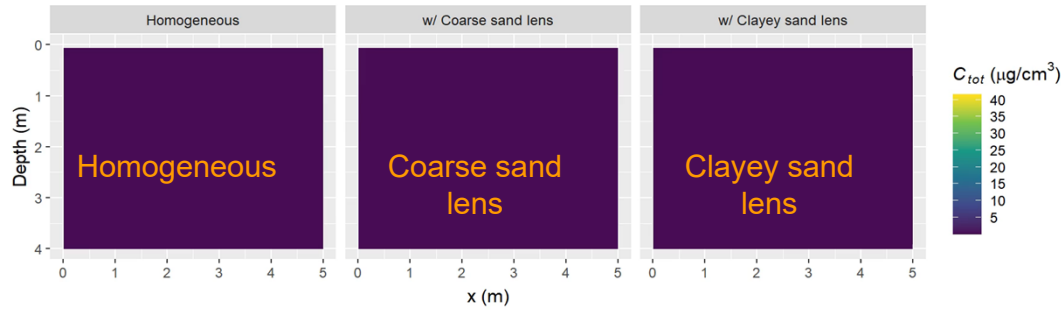 Homogeneous w/ Coarse sand lens w/ Clayey sand lens
0
1
2
3
4
Depth (m)
Homogeneous
Coarse sand
lens
Clayey sand
lens
0 1 2 3 4 5 0 1 2 3 4 5 0 1 2 3 4 5
x (m)
C_tot (μg/cm³)
40
35
30
25
20
15
10
5